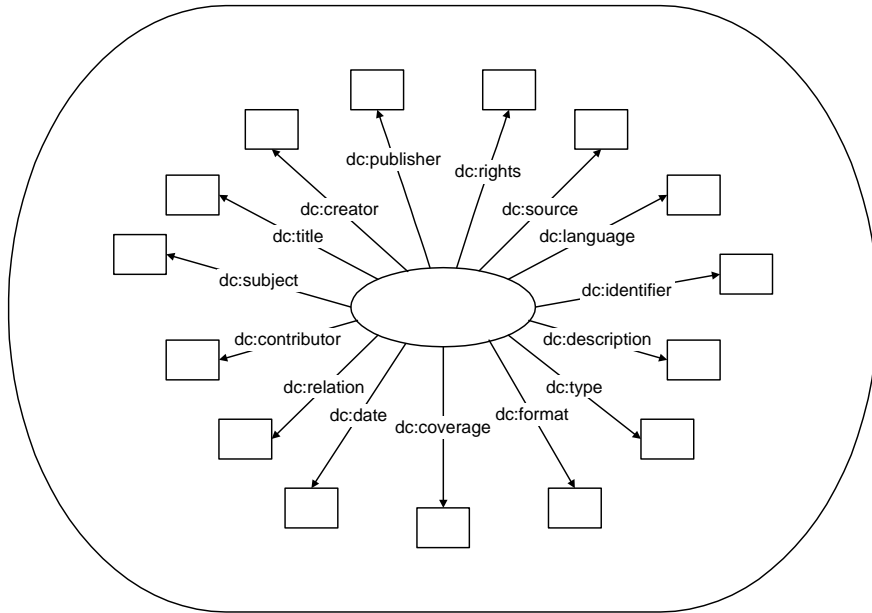 dc:publisher
dc:rights
dc:creator
dc:source
dc:title
dc:language
dc:subject
dc:identifier
dc:contributor
dc:description
dc:relation
dc:type
dc:date
dc:format
dc:coverage